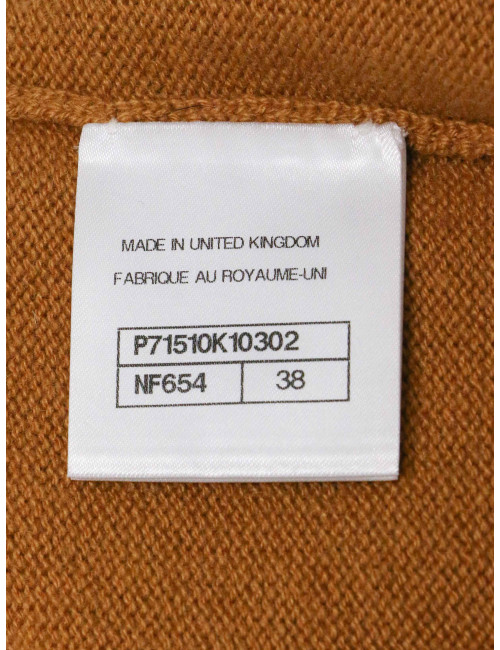 MADE IN UNITED KINGDOM
FABRIQUE AU ROYAUME-UNI
P71510K10302
NF654 38